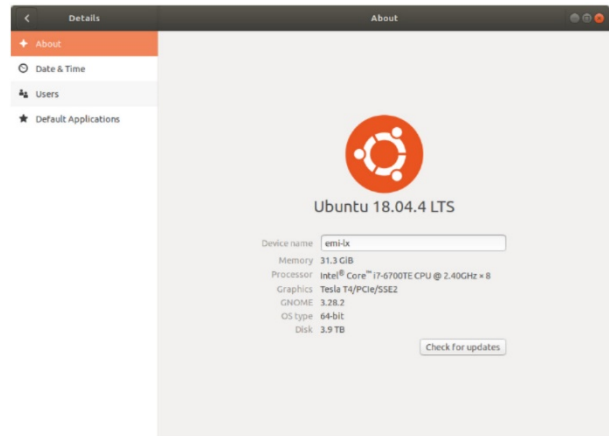 Details
About
About
Date & Time
Users
Default Applications
Ubuntu 18.04.4 LTS
Device name emi-lx
Memory 31.3 GiB
Processor Intel® Core™ i7-6700TE CPU @ 2.40GHz × 8
Graphics Tesla T4/PCIe/SSE2
GNOME 3.28.2
OS type 64-bit
Disk 3.9 TB
Check for updates